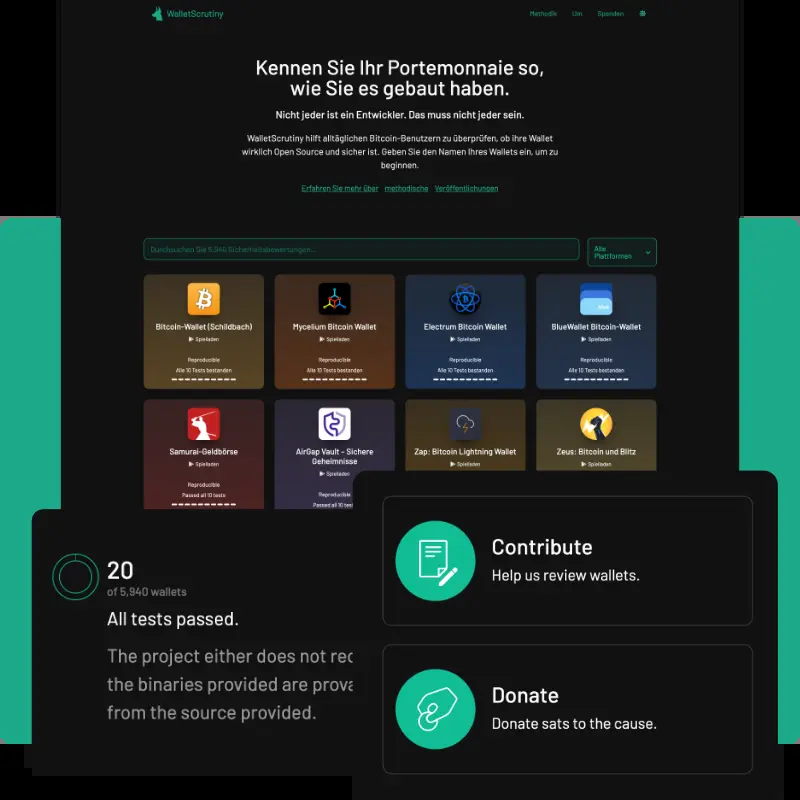 WalletScrutiny
Methodik Um Spenden
Kennen Sie Ihr Portemonnaie so,
wie Sie es gebaut haben.
Nicht jeder ist ein Entwickler. Das muss nicht jeder sein.
WalletScrutiny hilft alltäglichen Bitcoin-Benutzern zu überprüfen, ob ihre Wallet
wirklich Open Source und sicher ist. Geben Sie den Namen Ihres Wallets ein, um zu
beginnen.
Erfahren Sie mehr über methodische Veröffentlichungen
Durchsuchen Sie 5,940 Sicherheitsbewertungen...
Alle
Plattformen
Bitcoin-Wallet (Schildbach)
Spielladen
Reproducible
Alle 10 Tests bestanden
Mycelium Bitcoin Wallet
Spielladen
Reproducible
Alle 10 Tests bestanden
Electrum Bitcoin Wallet
Spielladen
Reproducible
Alle 10 Tests bestanden
BlueWallet Bitcoin-Wallet
Spielladen
Reproducible
Alle 10 Tests bestanden
Samurai-Geldbörse
Spielladen
Reproducible
Passed all 10 tests
AirGap Vault – Sichere
Geheimnisse
Spielladen
Reproducible
Passed all 10 tests
Zap: Bitcoin Lightning Wallet
Spielladen
Zeus: Bitcoin und Blitz
Spielladen
20
of 5,940 wallets
All tests passed.
The project either does not rec
the binaries provided are prova
from the source provided.
Contribute
Help us review wallets.
Donate
Donate sats to the cause.